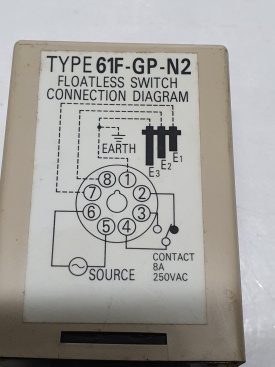 TYPE 61F-GP-N2
FLOATLESS SWITCH
CONNECTION DIAGRAM
EARTH
E1
E2
E3
8 1
7 2
6 3
5 4
SOURCE
CONTACT
8A
250VAC